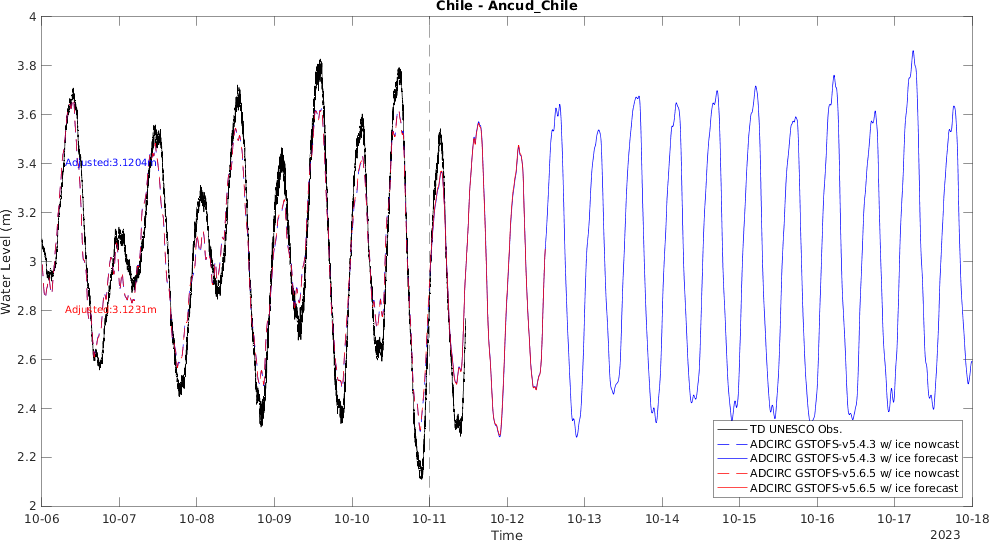 Chile - Ancud_Chile
4
3.8
3.6
3.4
3.2
3
2.8
2.6
2.4
2.2
2
Water Level (m)
Adjusted:3.1204m
Adjusted:3.1231m
TD UNESCO Obs.
ADCIRC GSTOFS-v5.4.3 w/ ice nowcast
ADCIRC GSTOFS-v5.4.3 w/ ice forecast
ADCIRC GSTOFS-v5.6.5 w/ ice nowcast
ADCIRC GSTOFS-v5.6.5 w/ ice forecast
10-06 10-07 10-08 10-09 10-10 10-11 10-12 10-13 10-14 10-15 10-16 10-17 10-18
Time
2023